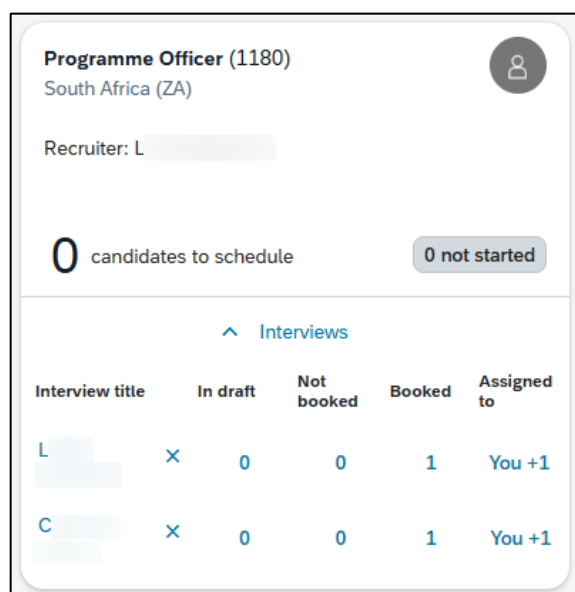 Programme Officer (1180)
South Africa (ZA)
Recruiter: L
0 candidates to schedule
0 not started
Interviews
Interview title In draft Not booked Booked Assigned to
L 0 0 1 You +1
C 0 0 1 You +1